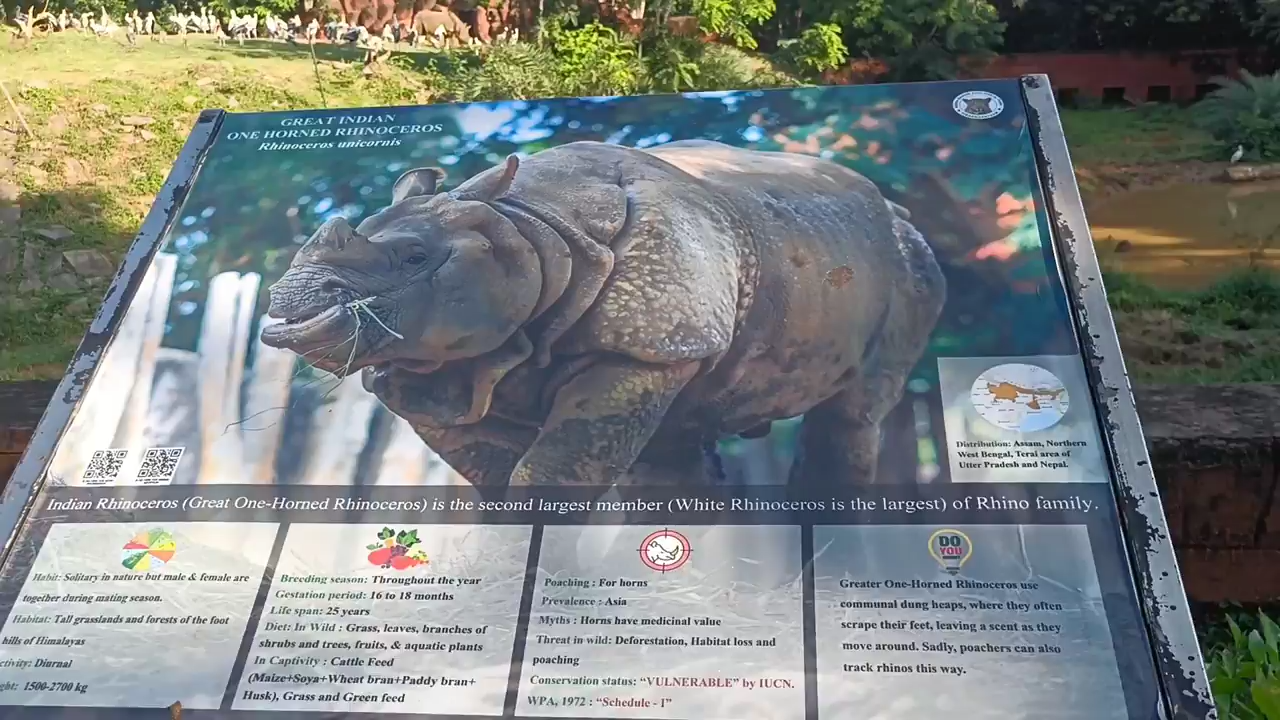 GREAT INDIAN
ONE HORNED RHINOCEROS
Rhinoceros unicornis
Distribution: Assam, Northern
West Bengal, Terai area of
Utter Pradesh and Nepal.
Indian Rhinoceros (Great One-Horned Rhinoceros) is the second largest member (White Rhinoceros is the largest) of Rhino family.
Habit: Solitary in nature but male & female are
together during mating season.
Habitat: Tall grasslands and forests of the foot
hills of Himalayas
ctivity: Diurnal
ght: 1500-2700 kg
Breeding season: Throughout the year
Gestation period: 16 to 18 months
Life span: 25 years
Diet: In Wild : Grass, leaves, branches of
shrubs and trees, fruits, & aquatic plants
In Captivity : Cattle Feed
(Maize+Soya+Wheat bran+Paddy bran+
Husk), Grass and Green feed
Poaching : For horns
Prevalence : Asia
Myths : Horns have medicinal value
Threat in wild: Deforestation, Habitat loss and
poaching
Conservation status: "VULNERABLE" by IUCN.
WPA, 1972 : "Schedule - I"
DO
YOU
Greater One-Horned Rhinoceros use
communal dung heaps, where they often
scrape their feet, leaving a scent as they
move around. Sadly, poachers can also
track rhinos this way.